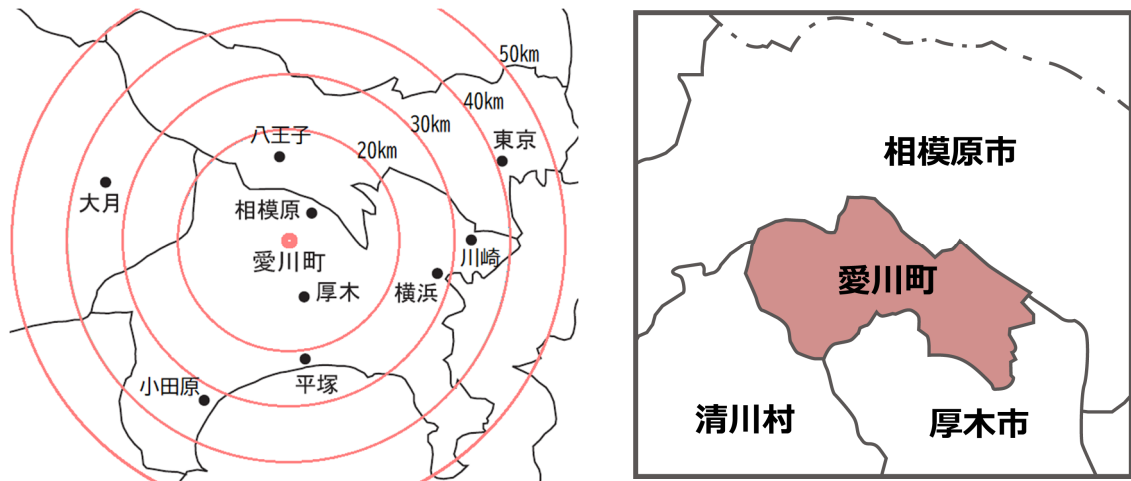 50km
40km
30km
20km
八王子
東京
大月
相模原
愛川町
川崎
横浜
厚木
平塚
小田原
相模原市
愛川町
清川村
厚木市